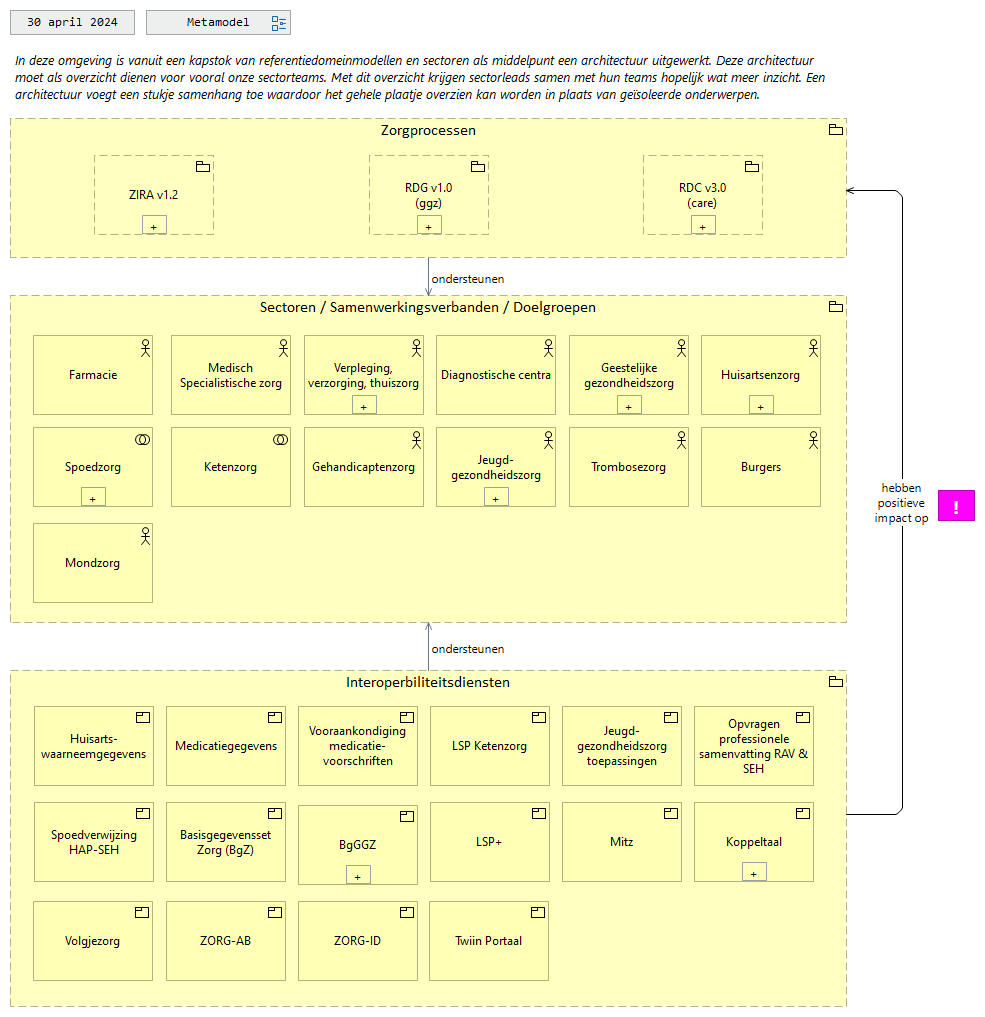 30 april 2024
Metamodel
In deze omgeving is vanuit een kapstok van referentiedomeinmodellen en sectoren als middelpunt een architectuur uitgewerkt. Deze architectuur
moet als overzicht dienen voor vooral onze sectorteams. Met dit overzicht krijgen sectorleads samen met hun teams hopelijk wat meer inzicht. Een
architectuur voegt een stukje samenhang toe waardoor het gehele plaatje overzien kan worden in plaats van geïsoleerde onderwerpen.
Zorgprocessen
ZIRA v1.2
+
RDG v1.0
(ggz)
+
RDC v3.0
(care)
+
ondersteunen
Sectoren / Samenwerkingsverbanden / Doelgroepen
Farmacie
Medisch
Specialistische zorg
Verpleging,
verzorging, thuiszorg
+
Diagnostische centra
Geestelijke
gezondheidszorg
+
Huisartsenzorg
+
Spoedzorg
+
Ketenzorg
Gehandicaptenzorg
Jeugd-
gezondheidszorg
+
Trombosezorg
Burgers
Mondzorg
hebben
positieve
impact op
!
ondersteunen
Interoperbiliteitsdiensten
Huisarts-
waarneemgegevens
Medicatiegegevens
Vooraankondiging
medicatie-
voorschriften
LSP Ketenzorg
Jeugd-
gezondheidszorg
toepassingen
Opvragen
professionele
samenvatting RAV &
SEH
Spoedverwijzing
HAP-SEH
Basisgegevensset
Zorg (BgZ)
BgGGZ
+
LSP+
Mitz
Koppeltaal
+
Volgjezorg
ZORG-AB
ZORG-ID
Twiin Portaal